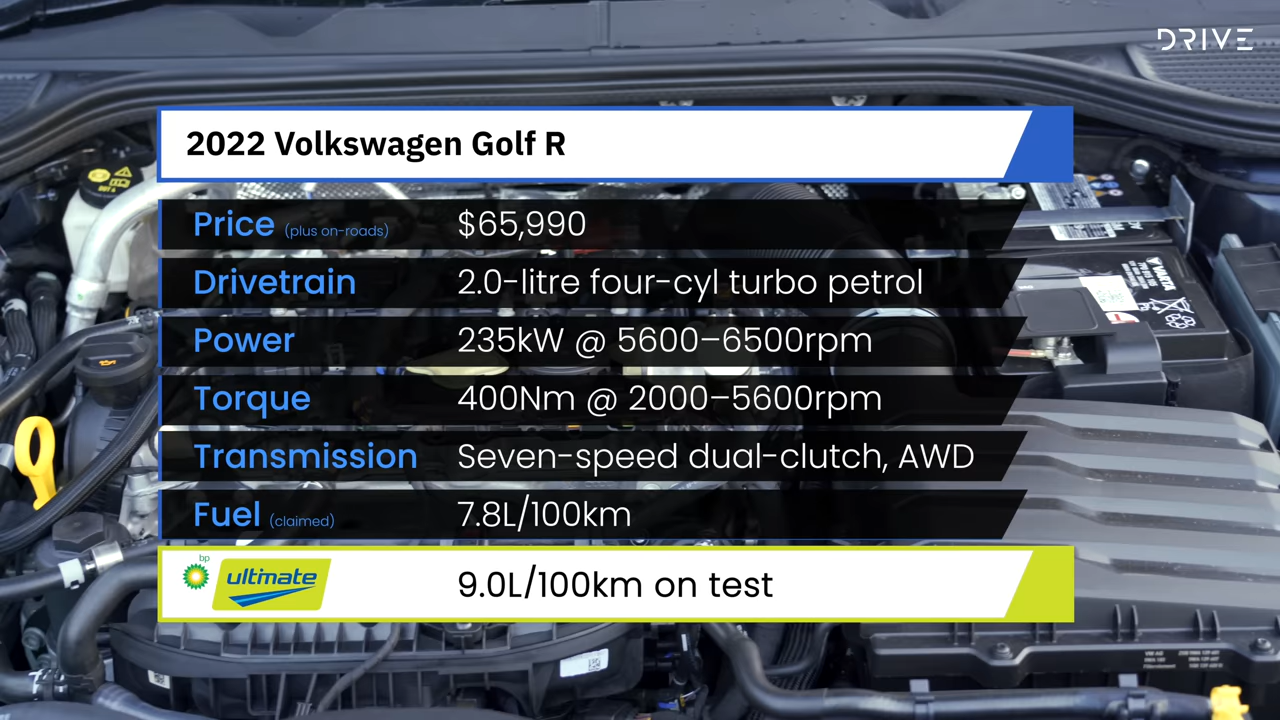 DRIVE
2022 Volkswagen Golf R
Price (plus on-roads) $65,990
Drivetrain 2.0-litre four-cyl turbo petrol
Power 235kW @ 5600–6500rpm
Torque 400Nm @ 2000–5600rpm
Transmission Seven-speed dual-clutch, AWD
Fuel (claimed) 7.8L/100km
bp
ultimate 9.0L/100km on test
VARTA